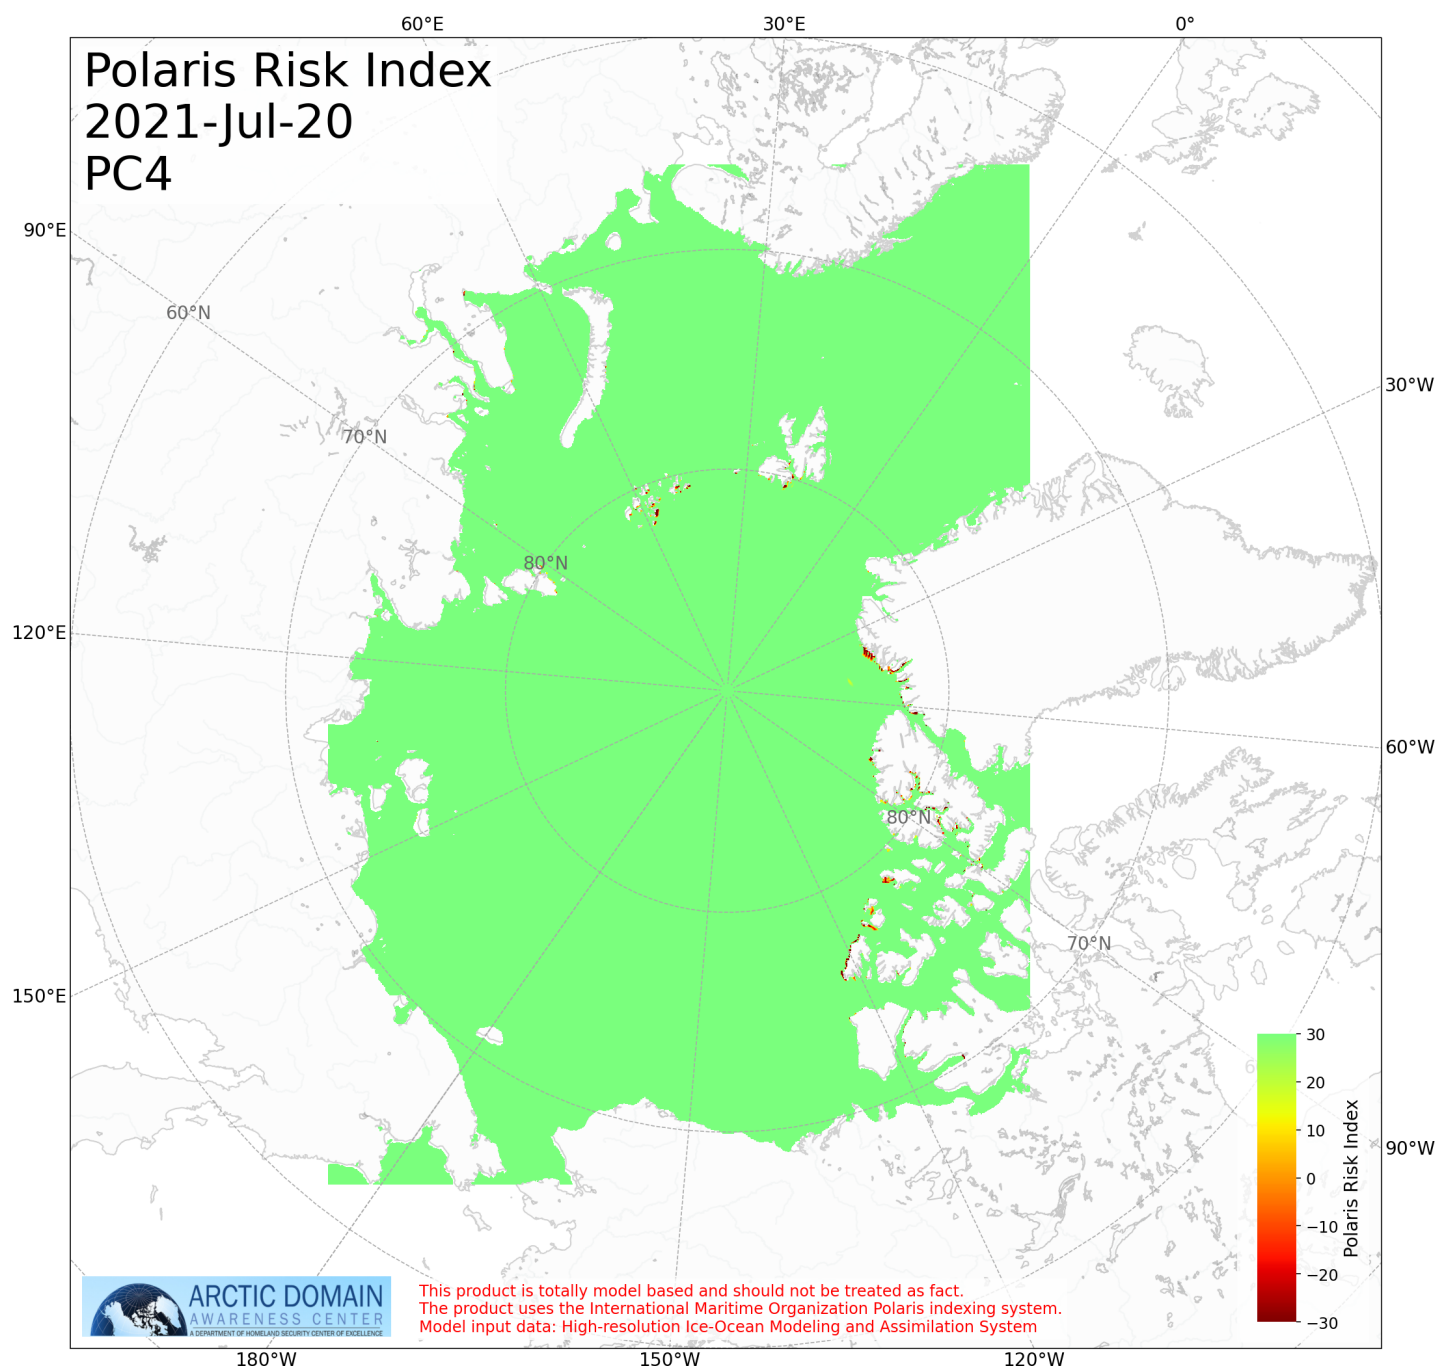 60°E 30°E 0°
Polaris Risk Index
2021-Jul-20
PC4
90°E
60°N
30°W
70°N
80°N
120°E
60°W
80°N
70°N
150°E
30
20
10
0
−10
−20
−30
Polaris Risk Index
90°W
ARCTIC DOMAIN
AWARENESS CENTER
A DEPARTMENT OF HOMELAND SECURITY CENTER OF EXCELLENCE
This product is totally model based and should not be treated as fact.
The product uses the International Maritime Organization Polaris indexing system.
Model input data: High-resolution Ice-Ocean Modeling and Assimilation System
180°W 150°W 120°W